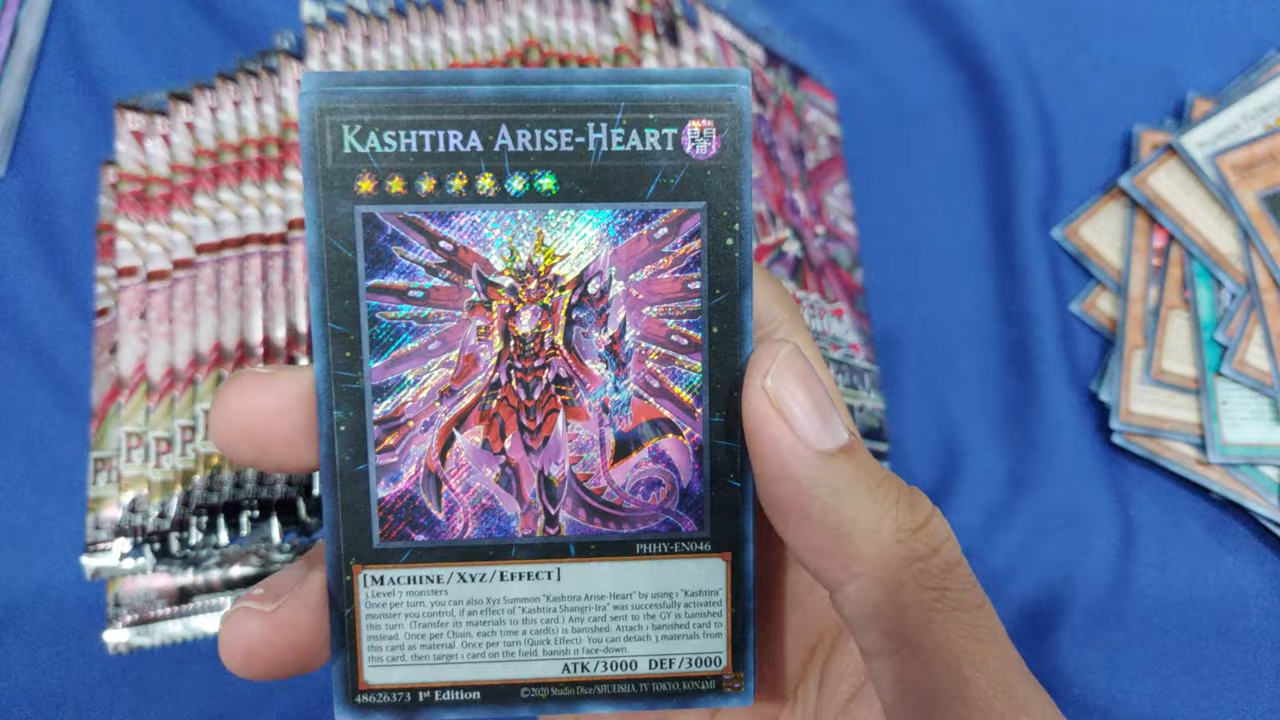 KASHTIRA ARISE-HEART 闇
PHHY-EN046
[MACHINE/XYZ/EFFECT]
3 Level 7 monsters
Once per turn, you can also Xyz Summon "Kashtira Arise-Heart" by using 1 "Kashtira"
monster you control, if an effect of "Kashtira Shangri-Ira" was successfully activated
this turn. (Transfer its materials to this card.) Any card sent to the GY is banished
instead. Once per Chain, each time a card(s) is banished: Attach 1 banished card to
this card as material. Once per turn (Quick Effect): You can detach 3 materials from
this card, then target 1 card on the field, banish it face-down.
ATK/3000 DEF/3000
48626373 1st Edition ©2020 Studio Dice/SHUEISHA, TV TOKYO, KONAMI